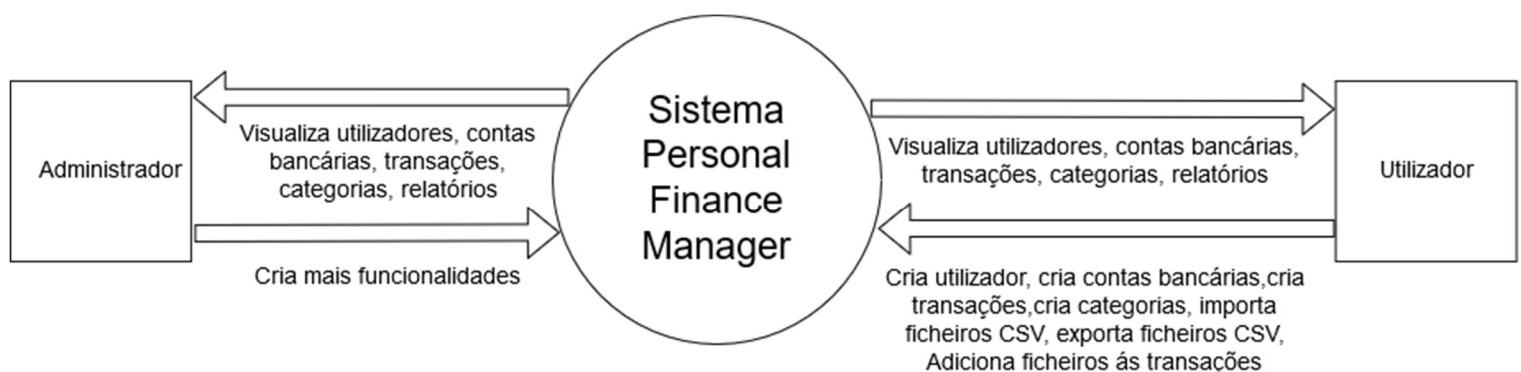 Administrador
Visualiza utilizadores, contas
bancárias, transações,
categorias, relatórios
Cria mais funcionalidades
Sistema
Personal
Finance
Manager
Visualiza utilizadores, contas bancárias,
transações, categorias, relatórios
Cria utilizador, cria contas bancárias,cria
transações,cria categorias, importa
ficheiros CSV, exporta ficheiros CSV,
Adiciona ficheiros ás transações
Utilizador